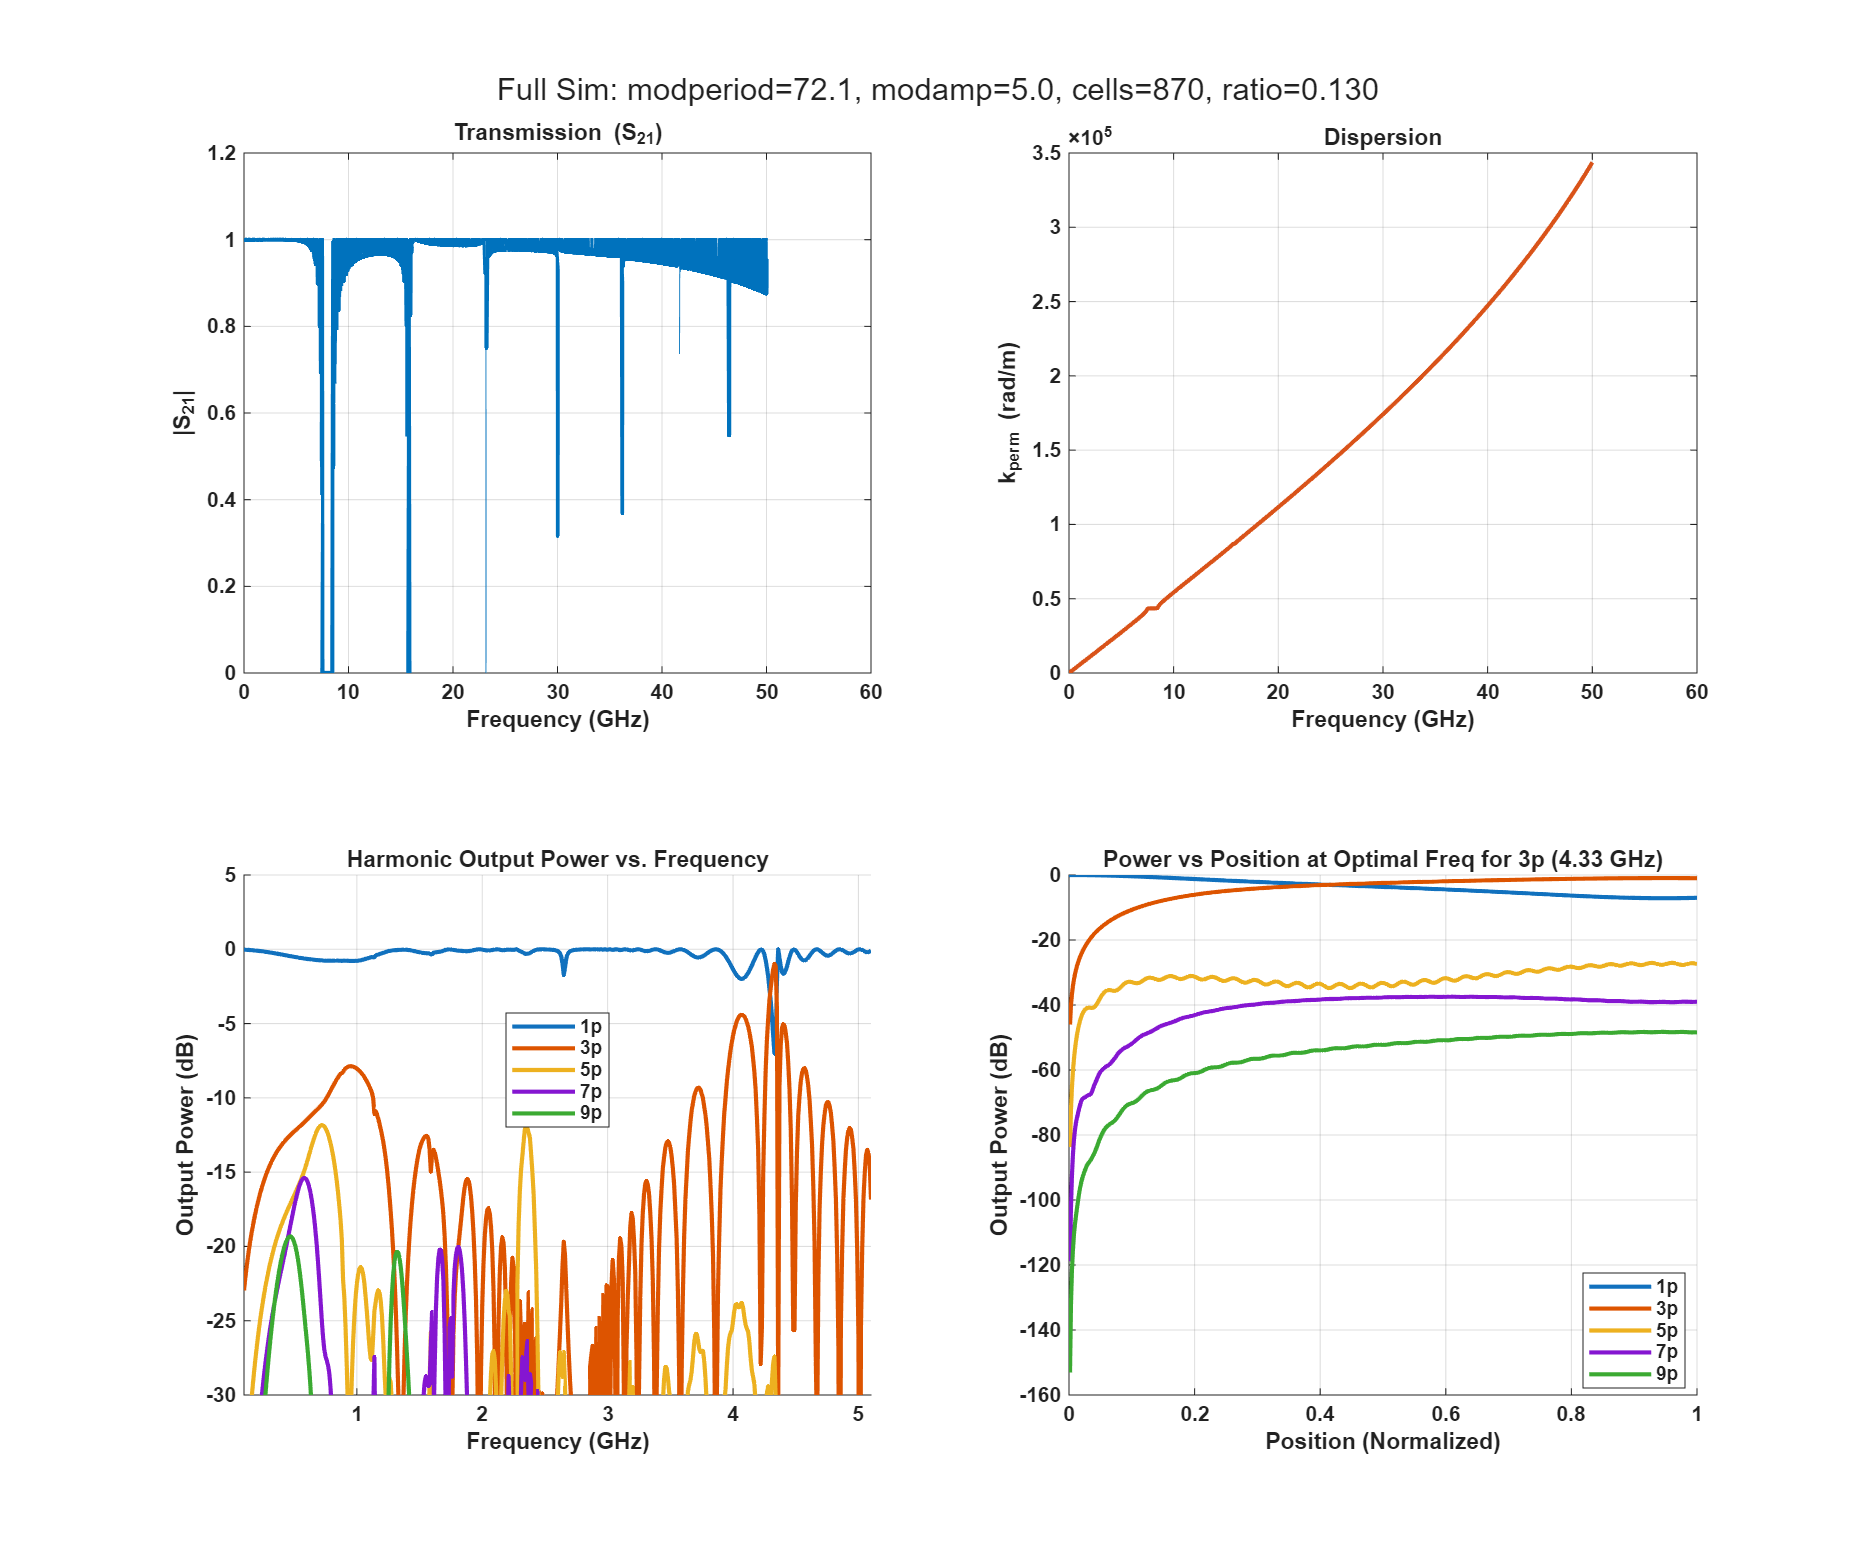 Full Sim: modperiod=72.1, modamp=5.0, cells=870, ratio=0.130
Transmission (S21)
1.2
1
0.8
0.6
0.4
0.2
0
0 10 20 30 40 50 60
|S21|
Frequency (GHz)
×10^5
Dispersion
3.5
3
2.5
2
1.5
1
0.5
0
0 10 20 30 40 50 60
kperm (rad/m)
Frequency (GHz)
Harmonic Output Power vs. Frequency
5
0
-5
-10
-15
-20
-25
-30
1 2 3 4 5
Output Power (dB)
Frequency (GHz)
1p
3p
5p
7p
9p
Power vs Position at Optimal Freq for 3p (4.33 GHz)
0
-20
-40
-60
-80
-100
-120
-140
-160
0 0.2 0.4 0.6 0.8 1
Output Power (dB)
Position (Normalized)
1p
3p
5p
7p
9p